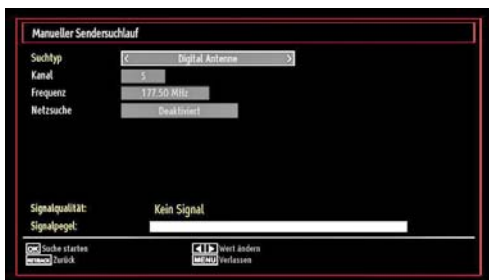 Manueller Sendersuchlauf
Suchtyp < Digital Antenne >
Kanal 5
Frequenz 177.50 MHz
Netzsuche Deaktiviert
Signalqualität: Kein Signal
Signalpegel:
OK Suche starten ◀▶ Wert ändern
RETURN Zurück MENU Verlassen